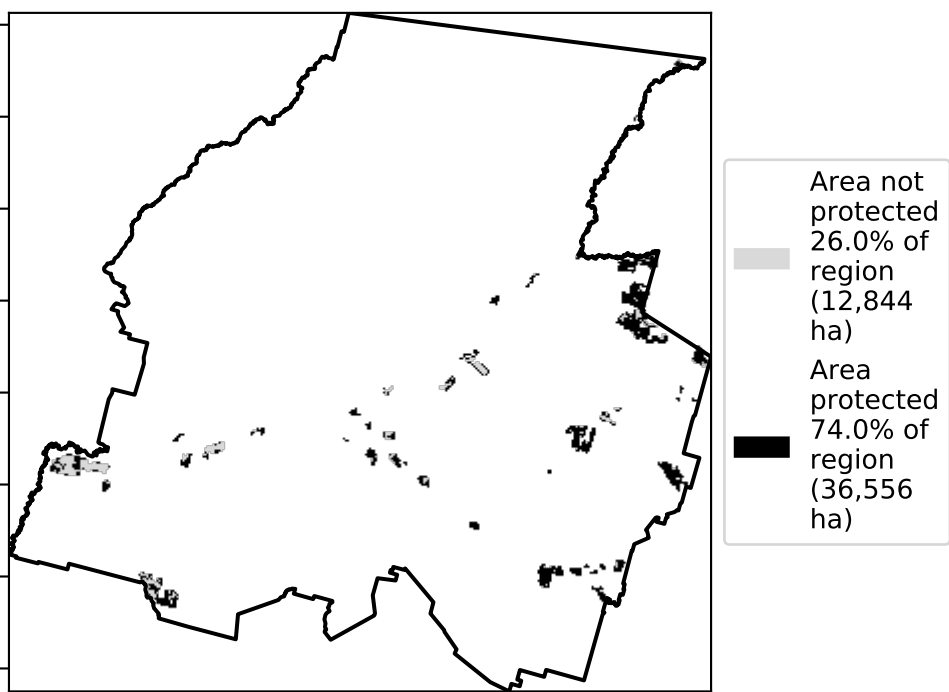 Area not
protected
26.0% of
region
(12,844
ha)
Area
protected
74.0% of
region
(36,556
ha)